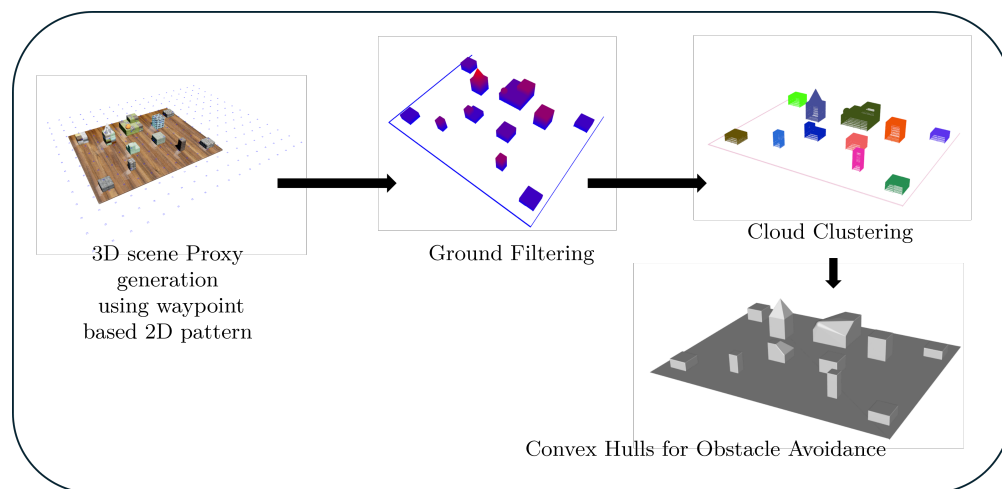 3D scene Proxy
generation
using waypoint
based 2D pattern
Ground Filtering
Cloud Clustering
Convex Hulls for Obstacle Avoidance